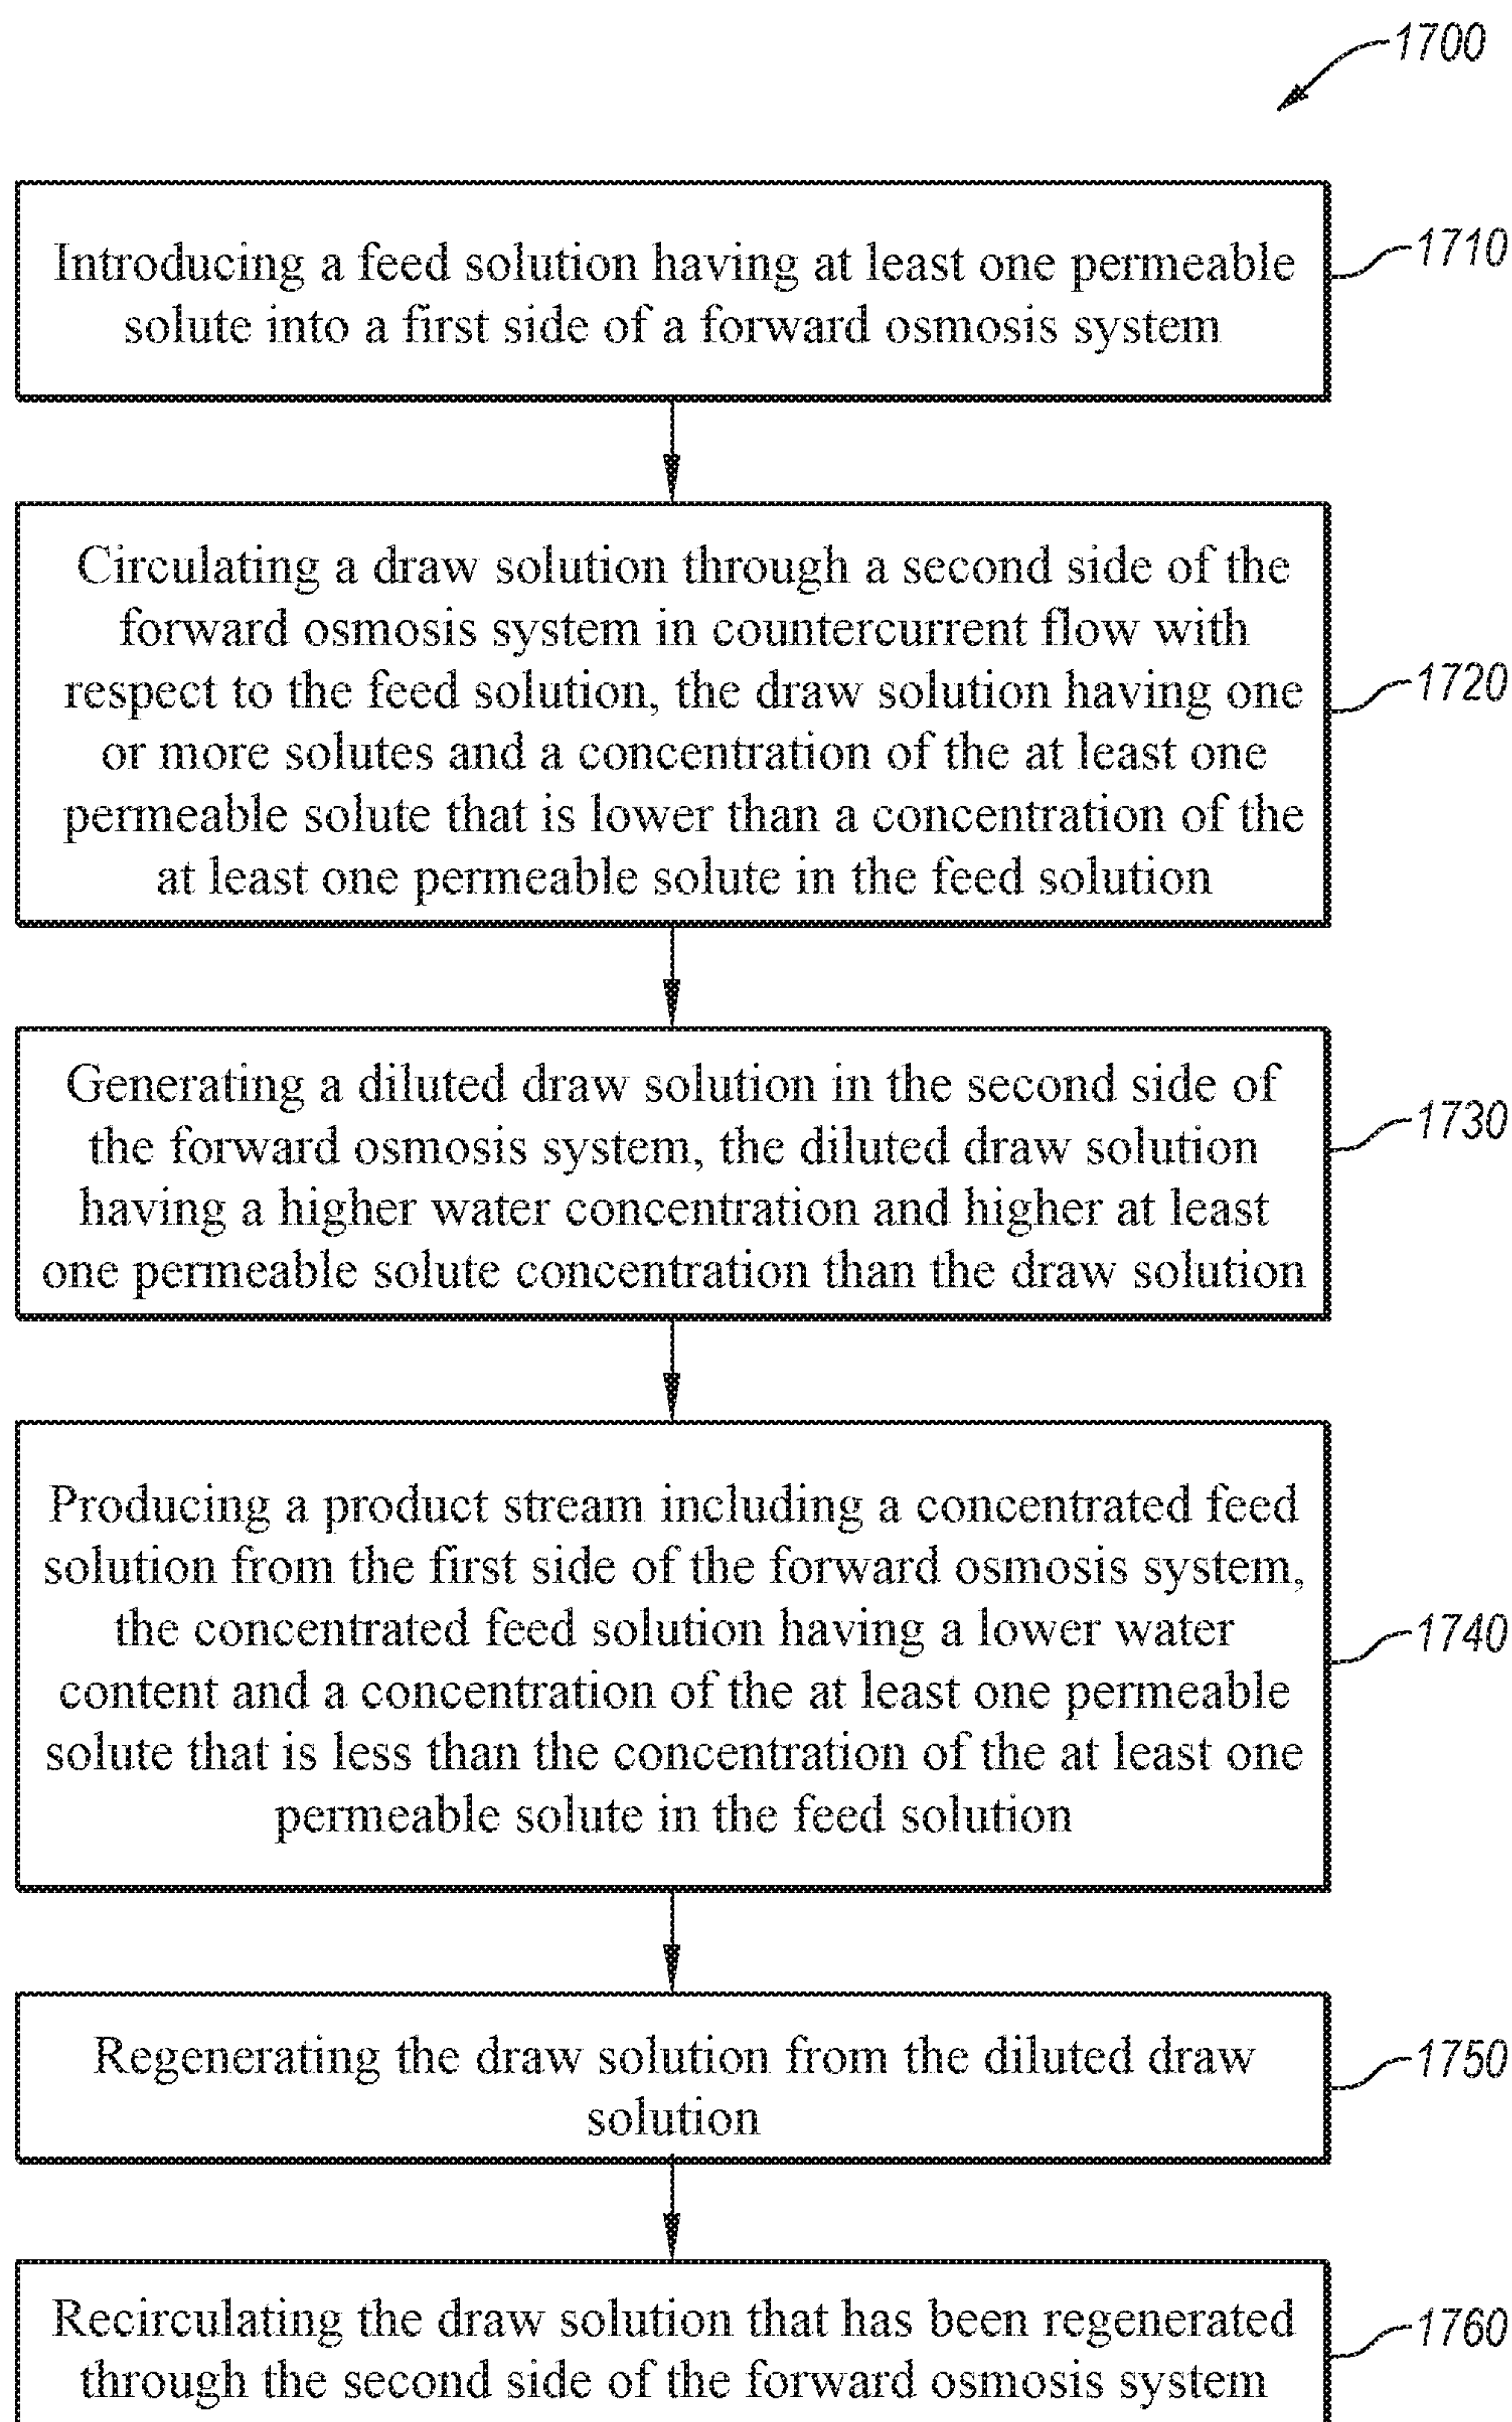 1700
Introducing a feed solution having at least one permeable
solute into a first side of a forward osmosis system
1710
Circulating a draw solution through a second side of the
forward osmosis system in countercurrent flow with
respect to the feed solution, the draw solution having one
or more solutes and a concentration of the at least one
permeable solute that is lower than a concentration of the
at least one permeable solute in the feed solution
1720
Generating a diluted draw solution in the second side of
the forward osmosis system, the diluted draw solution
having a higher water concentration and higher at least
one permeable solute concentration than the draw solution
1730
Producing a product stream including a concentrated feed
solution from the first side of the forward osmosis system,
the concentrated feed solution having a lower water
content and a concentration of the at least one permeable
solute that is less than the concentration of the at least one
permeable solute in the feed solution
1740
Regenerating the draw solution from the diluted draw
solution
1750
Recirculating the draw solution that has been regenerated
through the second side of the forward osmosis system
1760